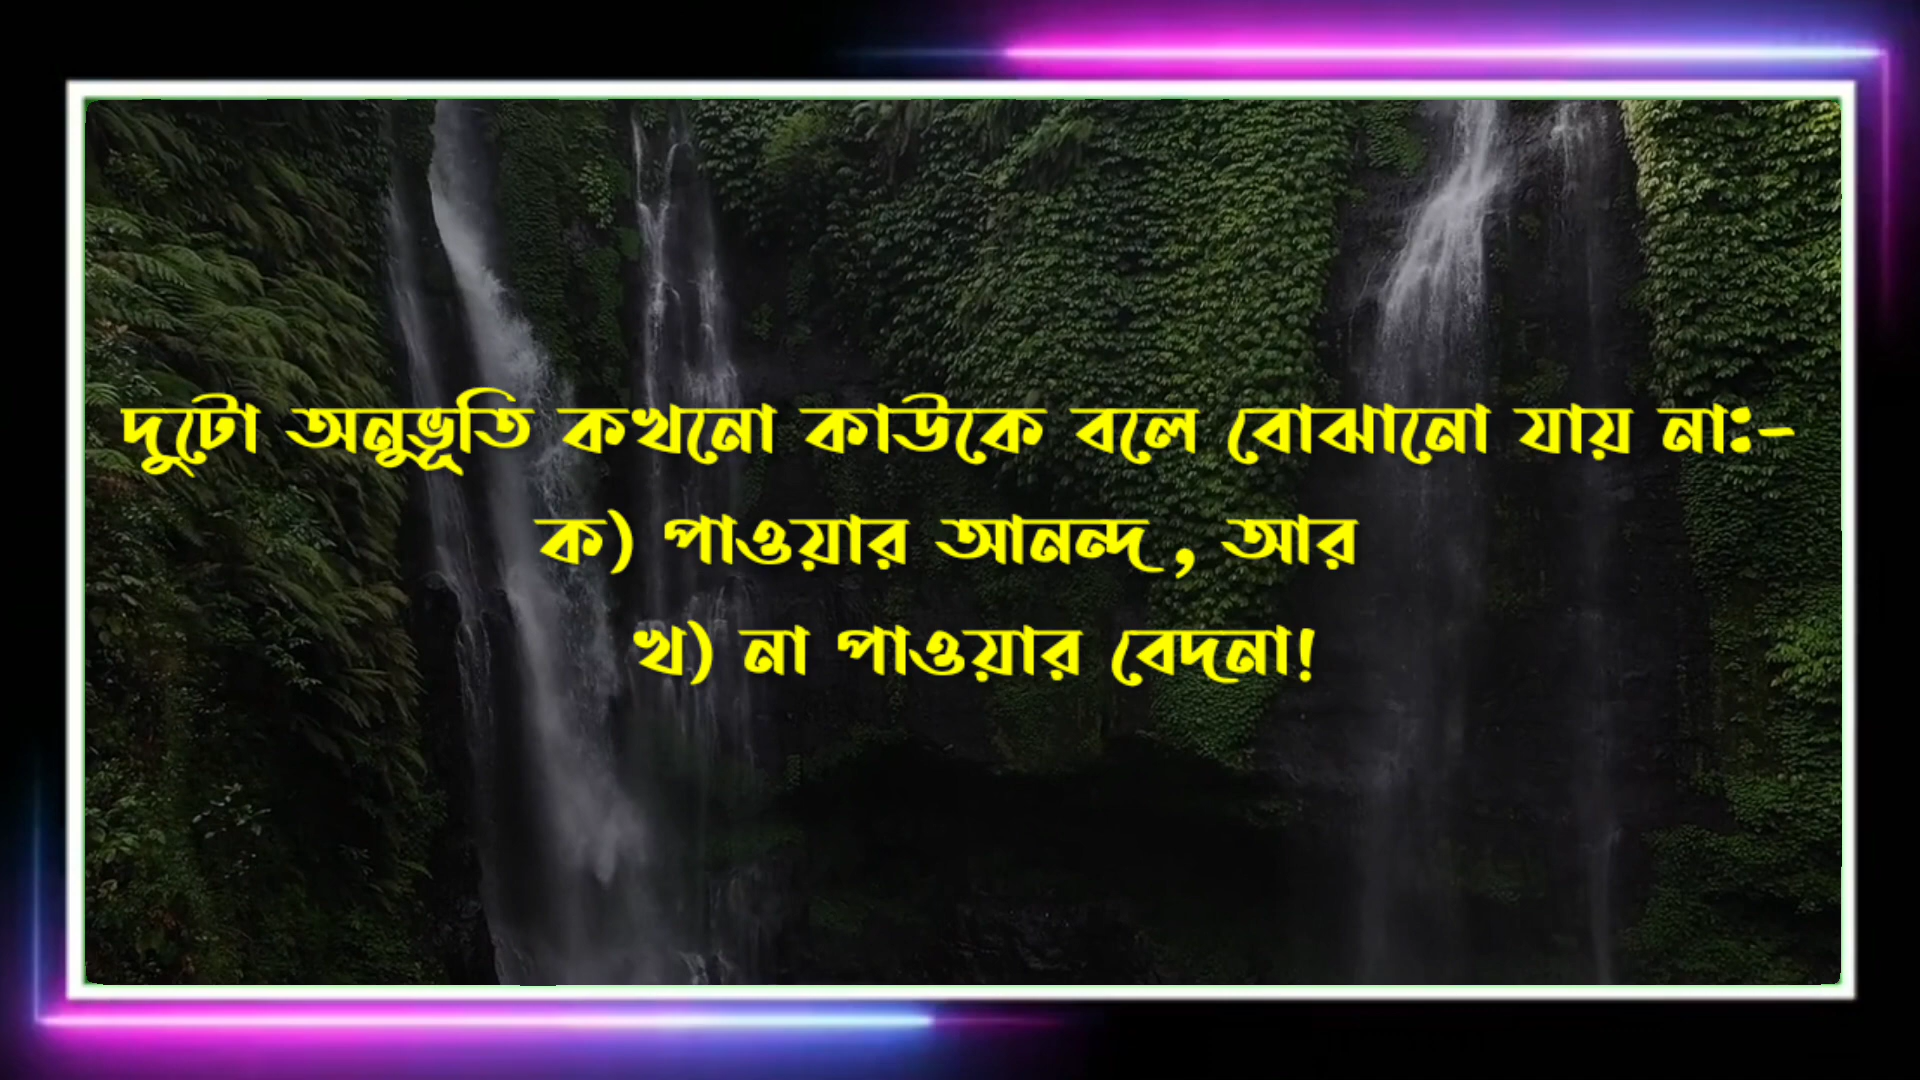 দুটো অনুভূতি কখনো কাউকে বলে বোঝানো যায় না:-
ক) পাওয়ার আনন্দ, আর
খ) না পাওয়ার বেদনা!